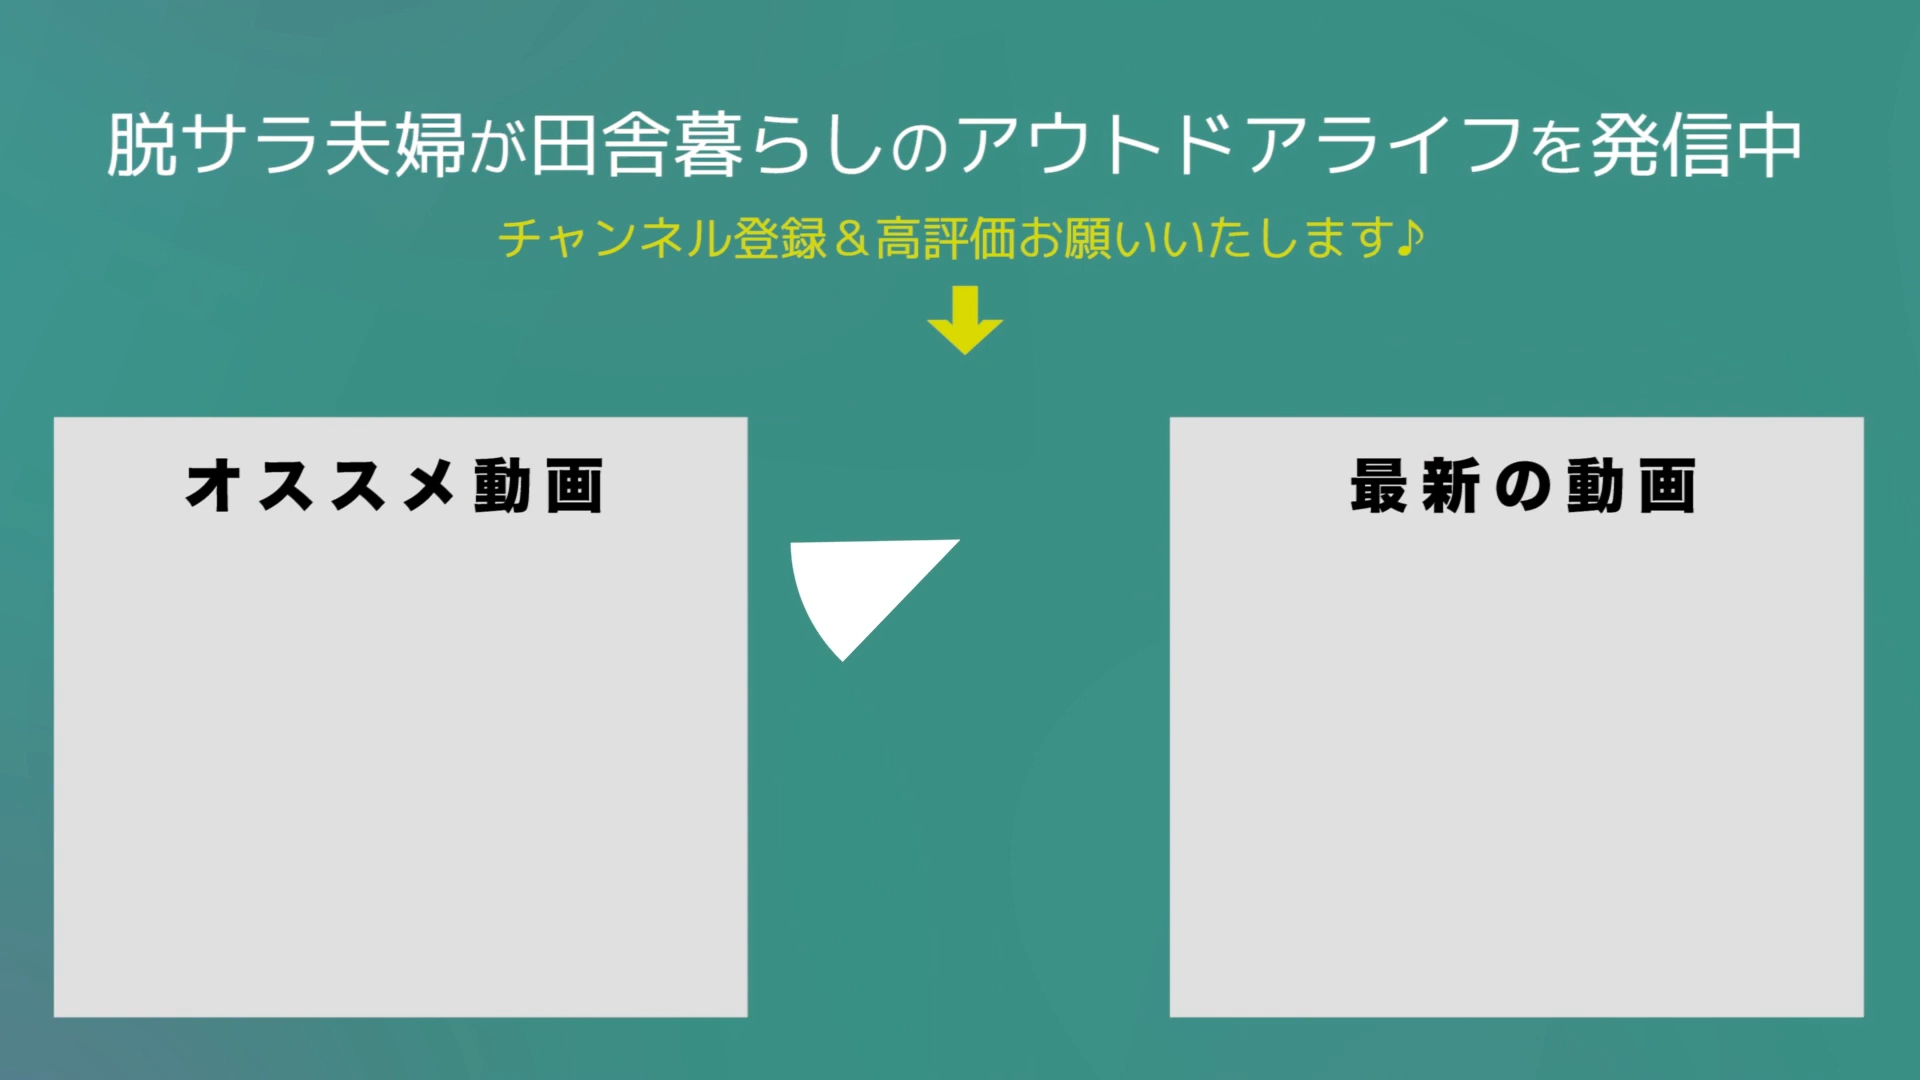 脱サラ夫婦が田舎暮らしのアウトドアライフを発信中
チャンネル登録＆高評価お願いいたします♪
オススメ動画
最新の動画